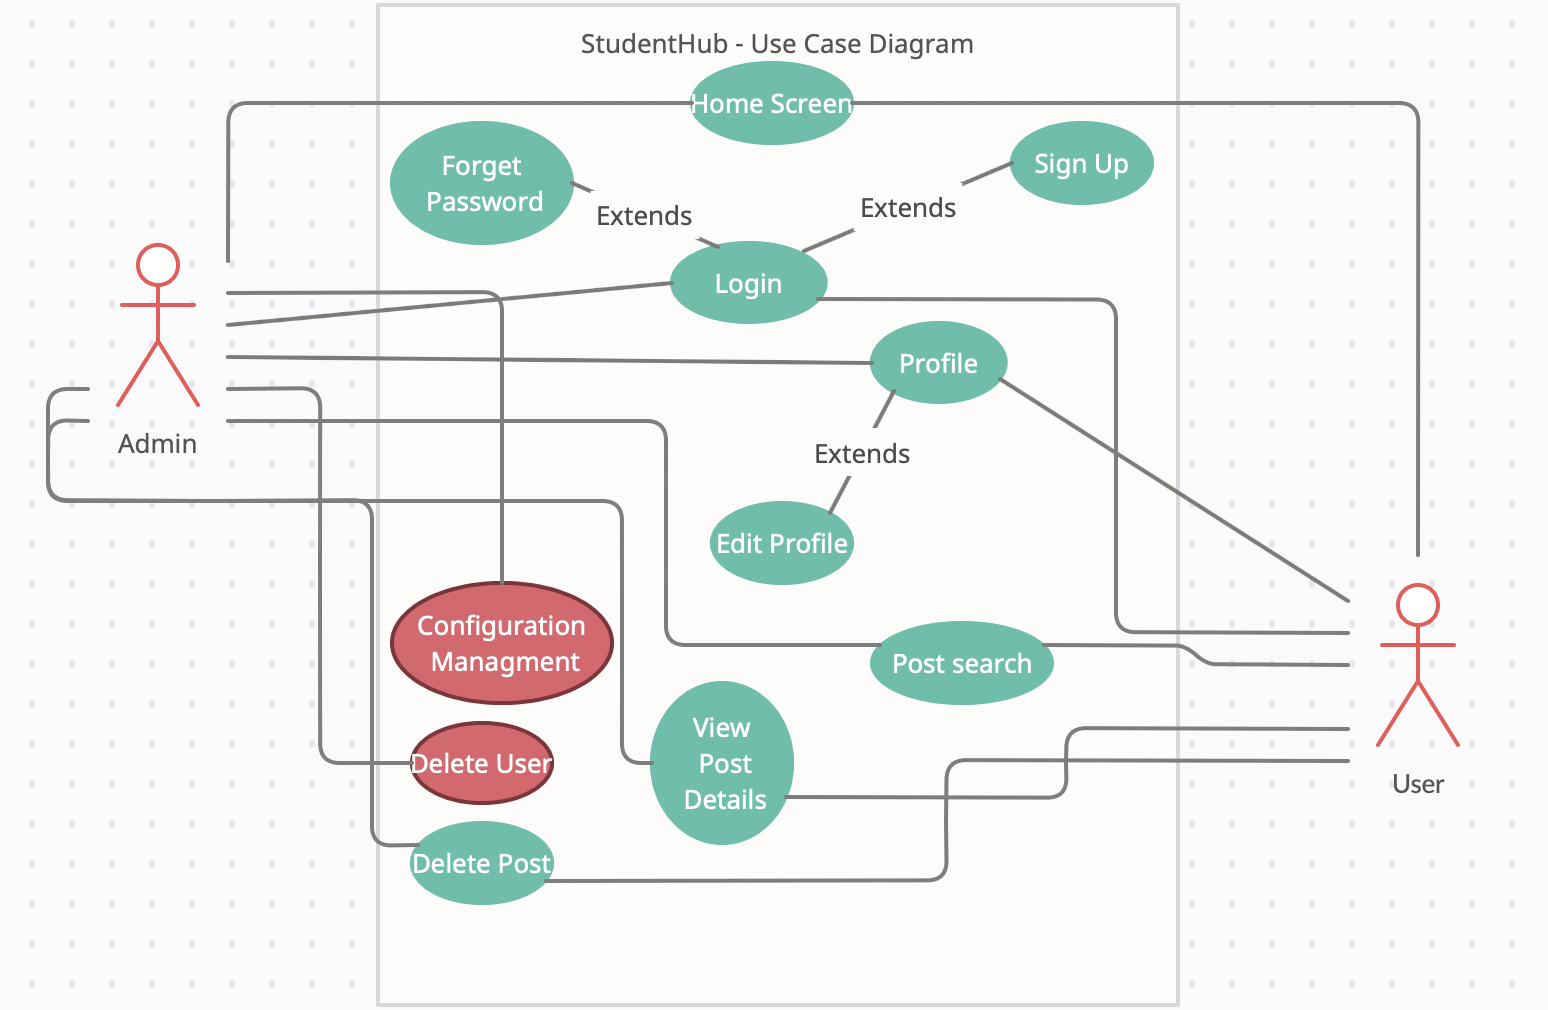 StudentHub - Use Case Diagram
Home Screen
Forget
Password
Sign Up
Extends
Extends
Login
Profile
Admin
Extends
Edit Profile
Configuration
Managment
Post search
View
Post
Details
Delete User
User
Delete Post